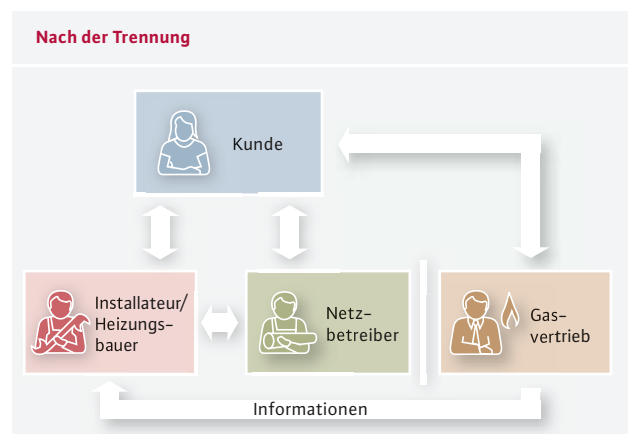 Nach der Trennung
Kunde
Installateur/
Heizungs-
bauer
Netz-
betreiber
Gas-
vertrieb
Informationen